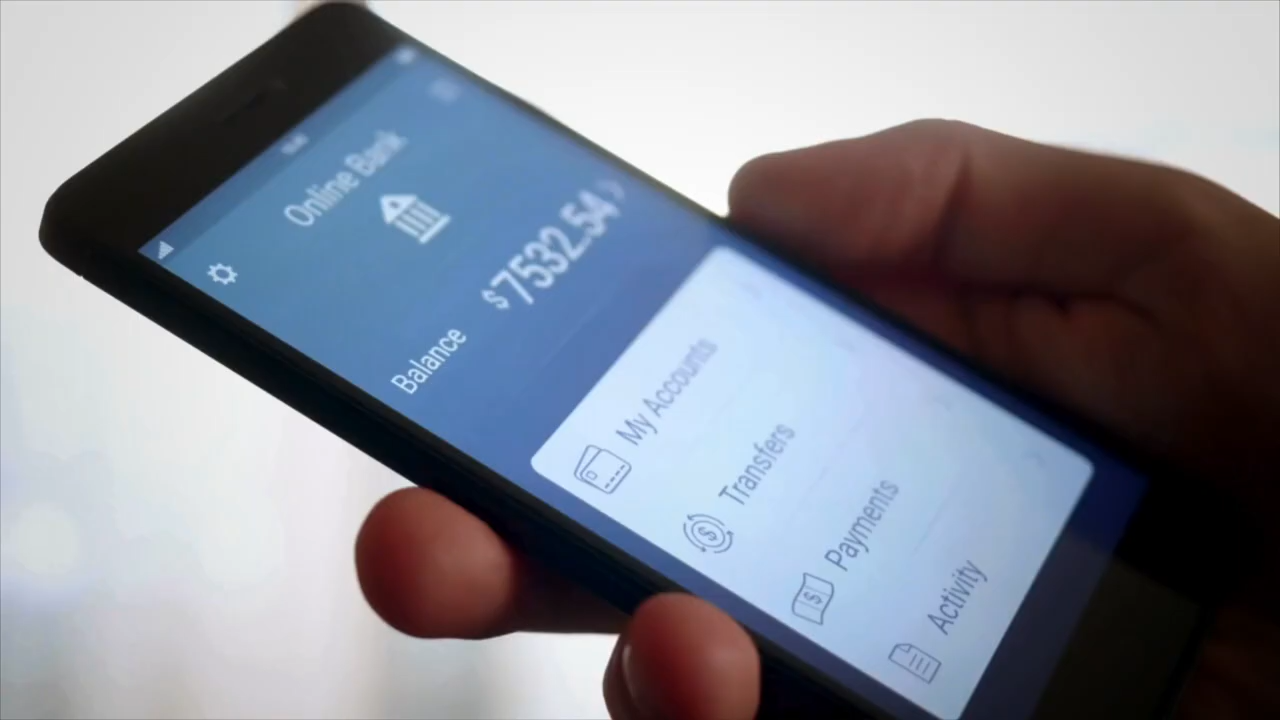 Online Bank
Balance
$7532.54
My Accounts
Transfers
Payments
Activity